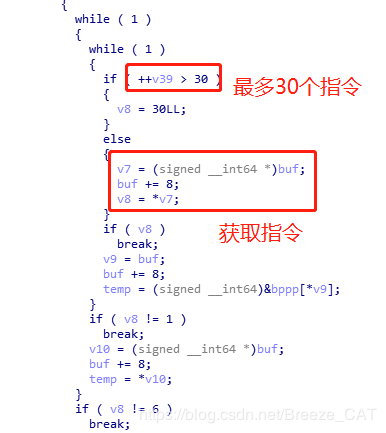 {
while ( 1 )
{
while ( 1 )
{
if ( ++v39 > 30 ) 最多30个指令
{
v8 = 30LL;
}
else
{
v7 = (signed __int64 *)buf;
buf += 8;
v8 = *v7;
}
获取指令
if ( v8 )
break;
v9 = buf;
buf += 8;
temp = (signed __int64)&bppp[*v9];
}
if ( v8 != 1 )
break;
v10 = (signed __int64 *)buf;
buf += 8;
temp = *v10;
}
if ( v8 != 6 )
break;
https://blog.csdn.net/Breeze_CAT